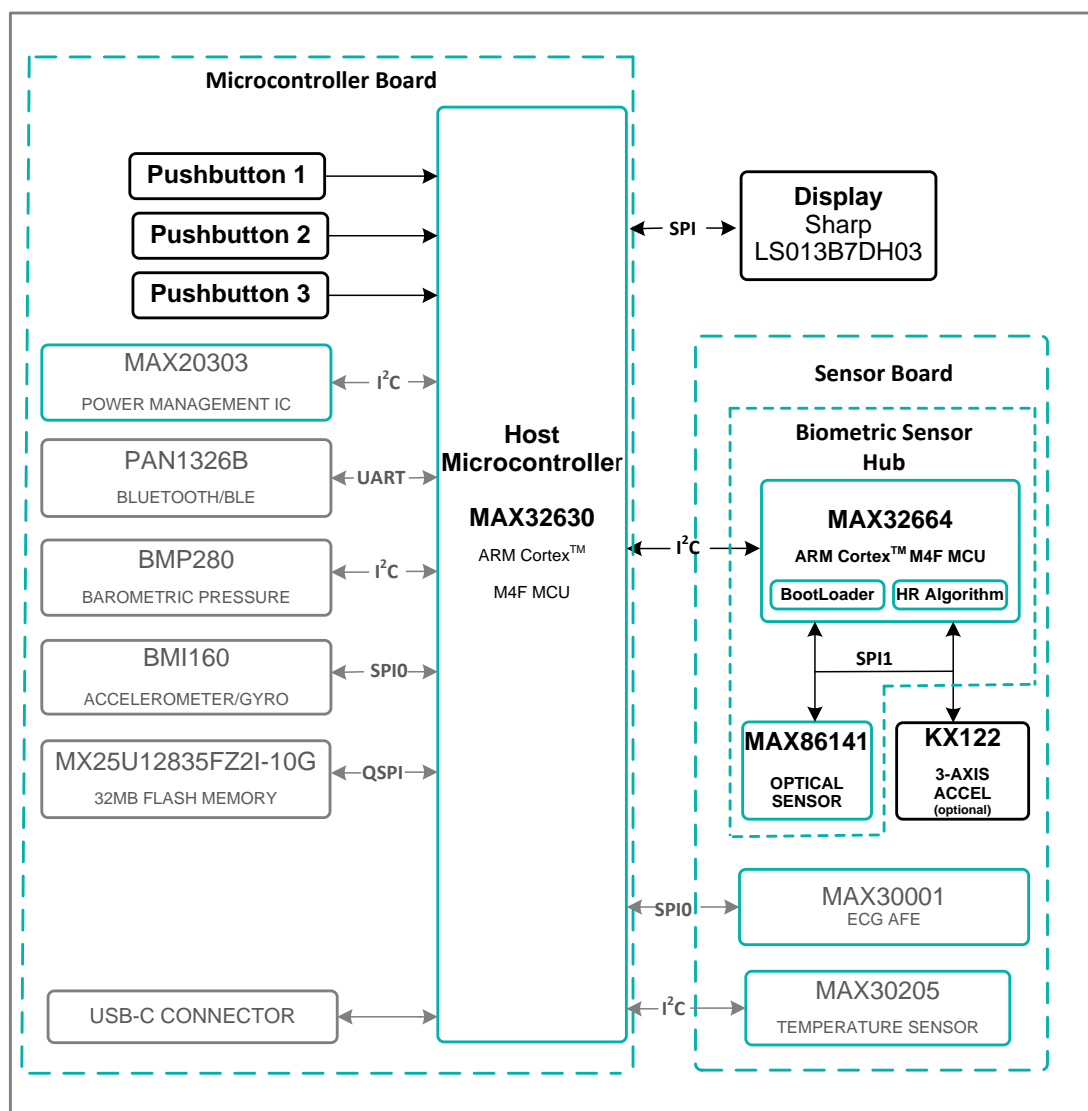 Microcontroller Board
Pushbutton 1
Pushbutton 2
Pushbutton 3
MAX20303
POWER MANAGEMENT IC
I²C
PAN1326B
BLUETOOTH/BLE
UART
BMP280
BAROMETRIC PRESSURE
I²C
BMI160
ACCELEROMETER/GYRO
SPI0
MX25U12835FZ2I-10G
32MB FLASH MEMORY
QSPI
USB-C CONNECTOR
Host
Microcontroller
MAX32630
ARM Cortex™
M4F MCU
SPI
Display
Sharp
LS013B7DH03
Sensor Board
Biometric Sensor
Hub
I²C
MAX32664
ARM Cortex™ M4F MCU
BootLoader
HR Algorithm
SPI1
MAX86141
OPTICAL
SENSOR
KX122
3-AXIS
ACCEL
(optional)
SPI0
MAX30001
ECG AFE
I²C
MAX30205
TEMPERATURE SENSOR